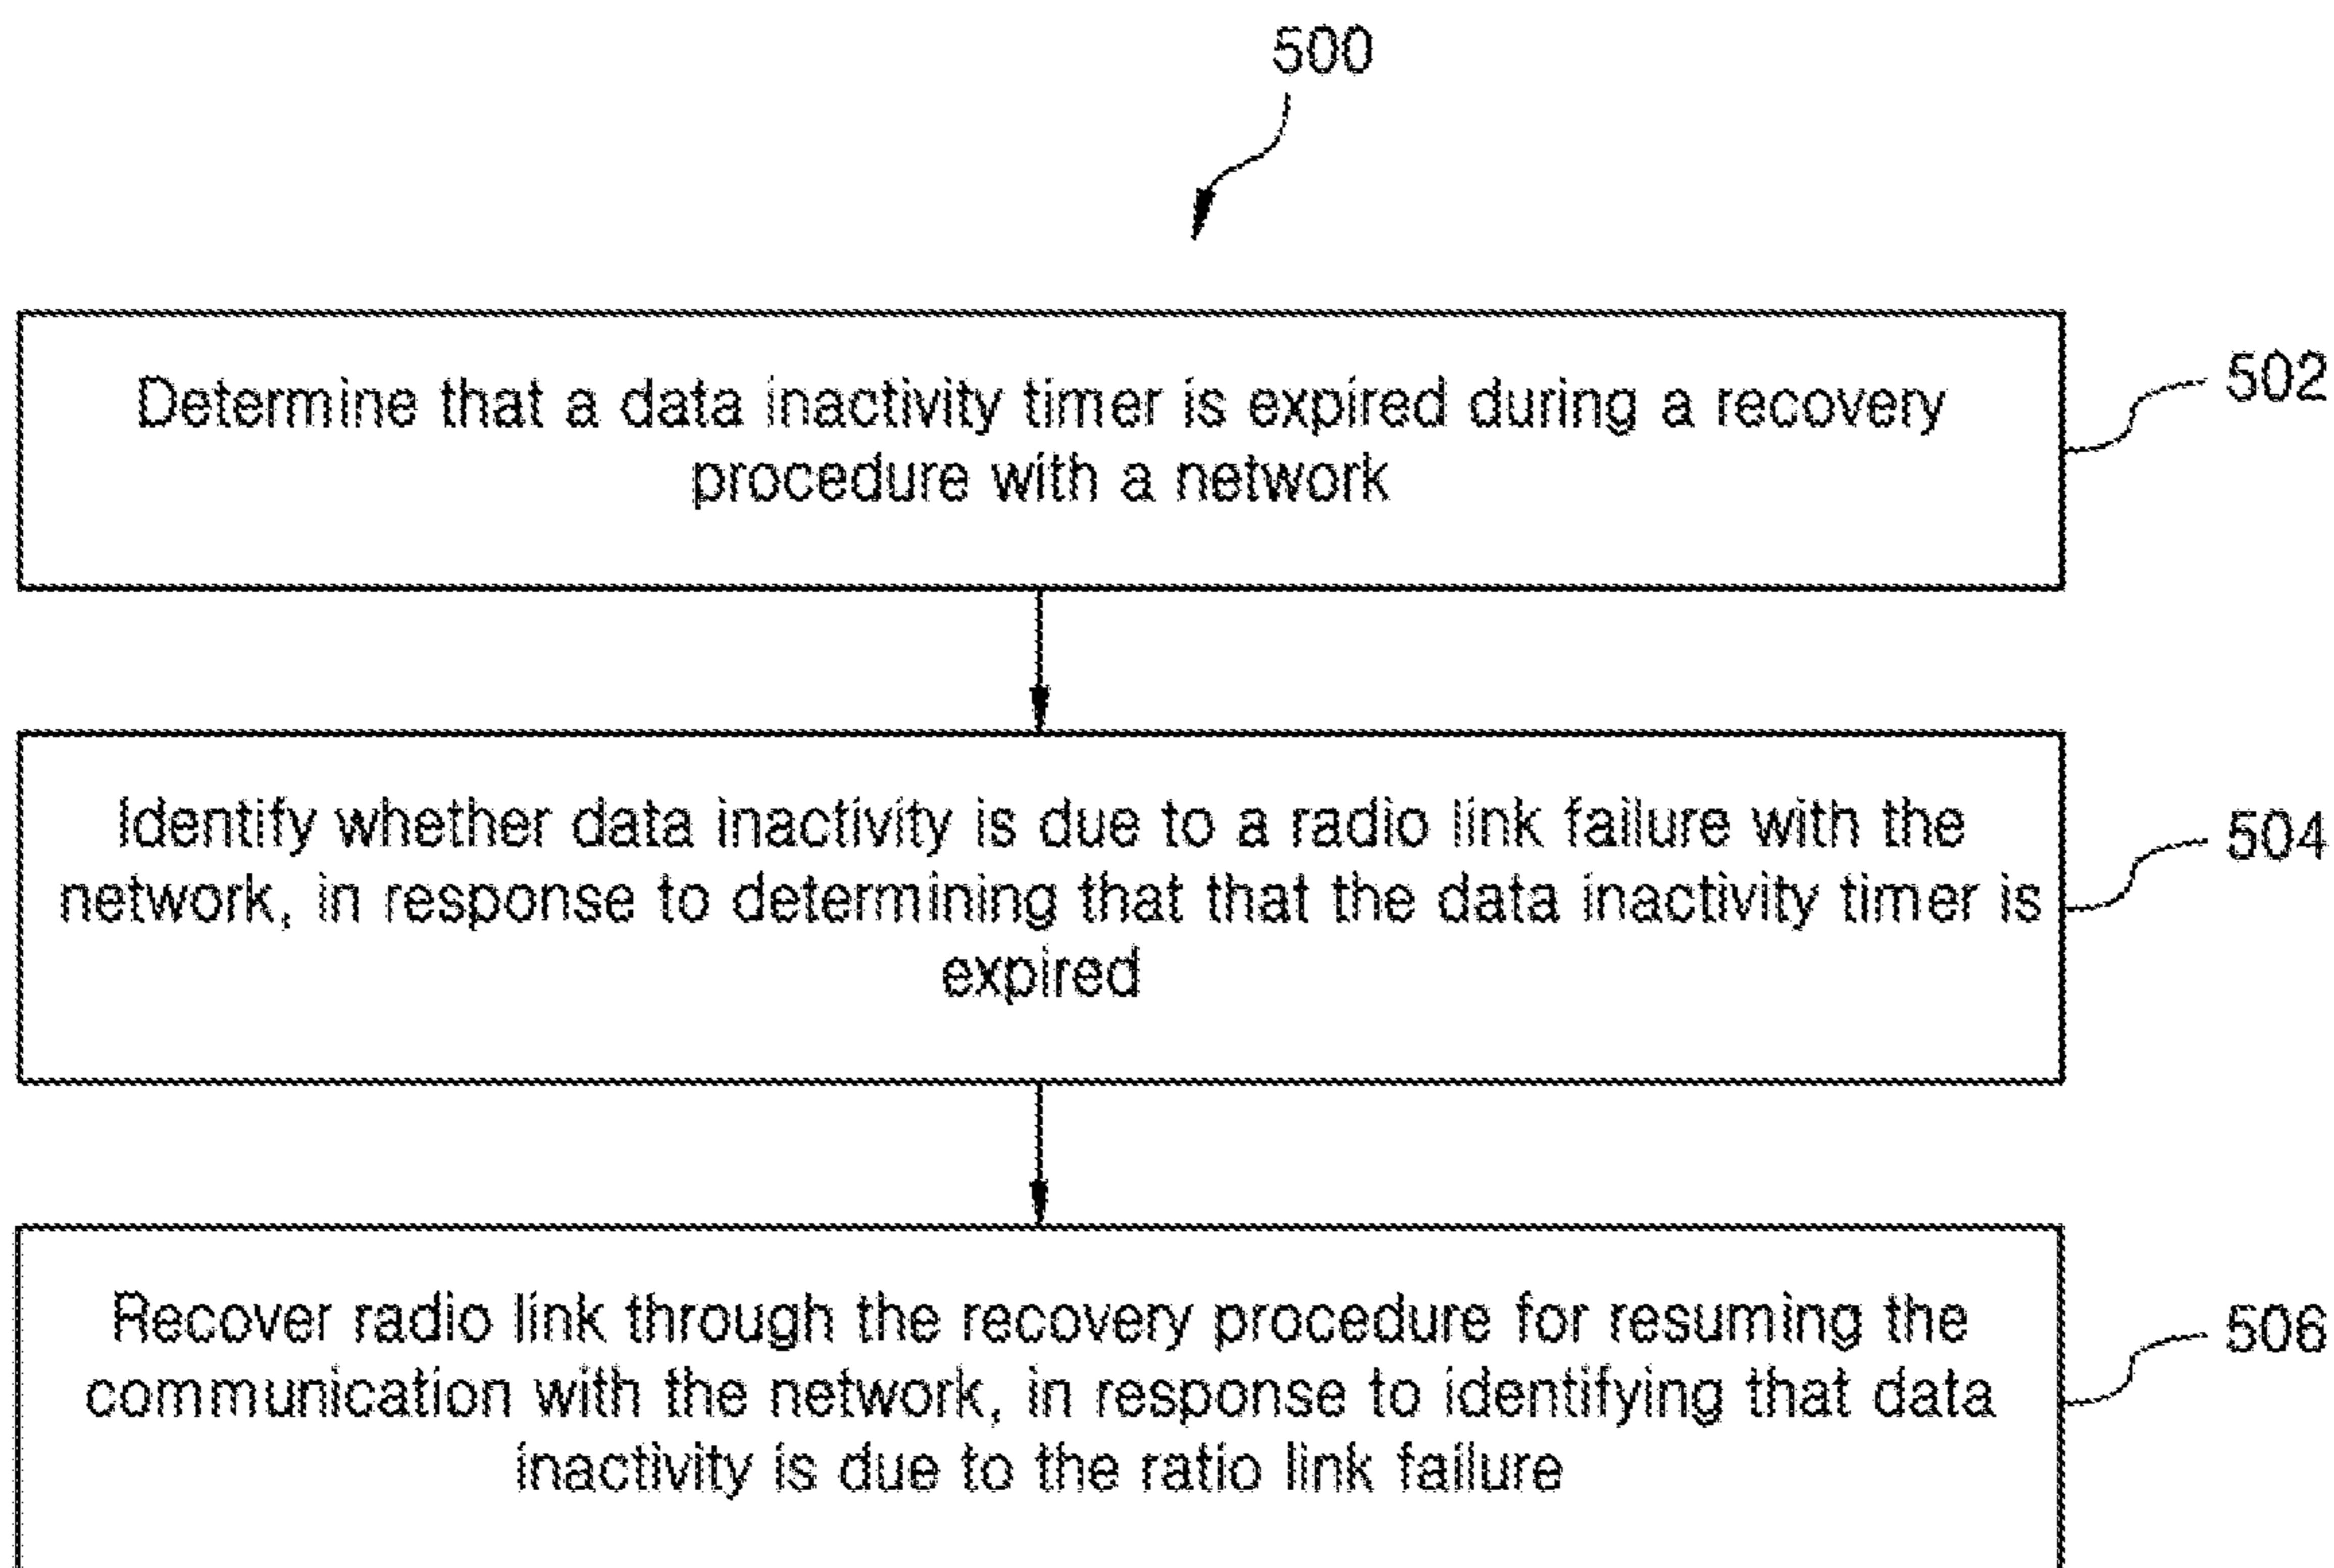 500
Determine that a data inactivity timer is expired during a recovery
procedure with a network
502
Identify whether data inactivity is due to a radio link failure with the
network, in response to determining that that the data inactivity timer is
expired
504
Recover radio link through the recovery procedure for resuming the
communication with the network, in response to identifying that data
inactivity is due to the ratio link failure
506